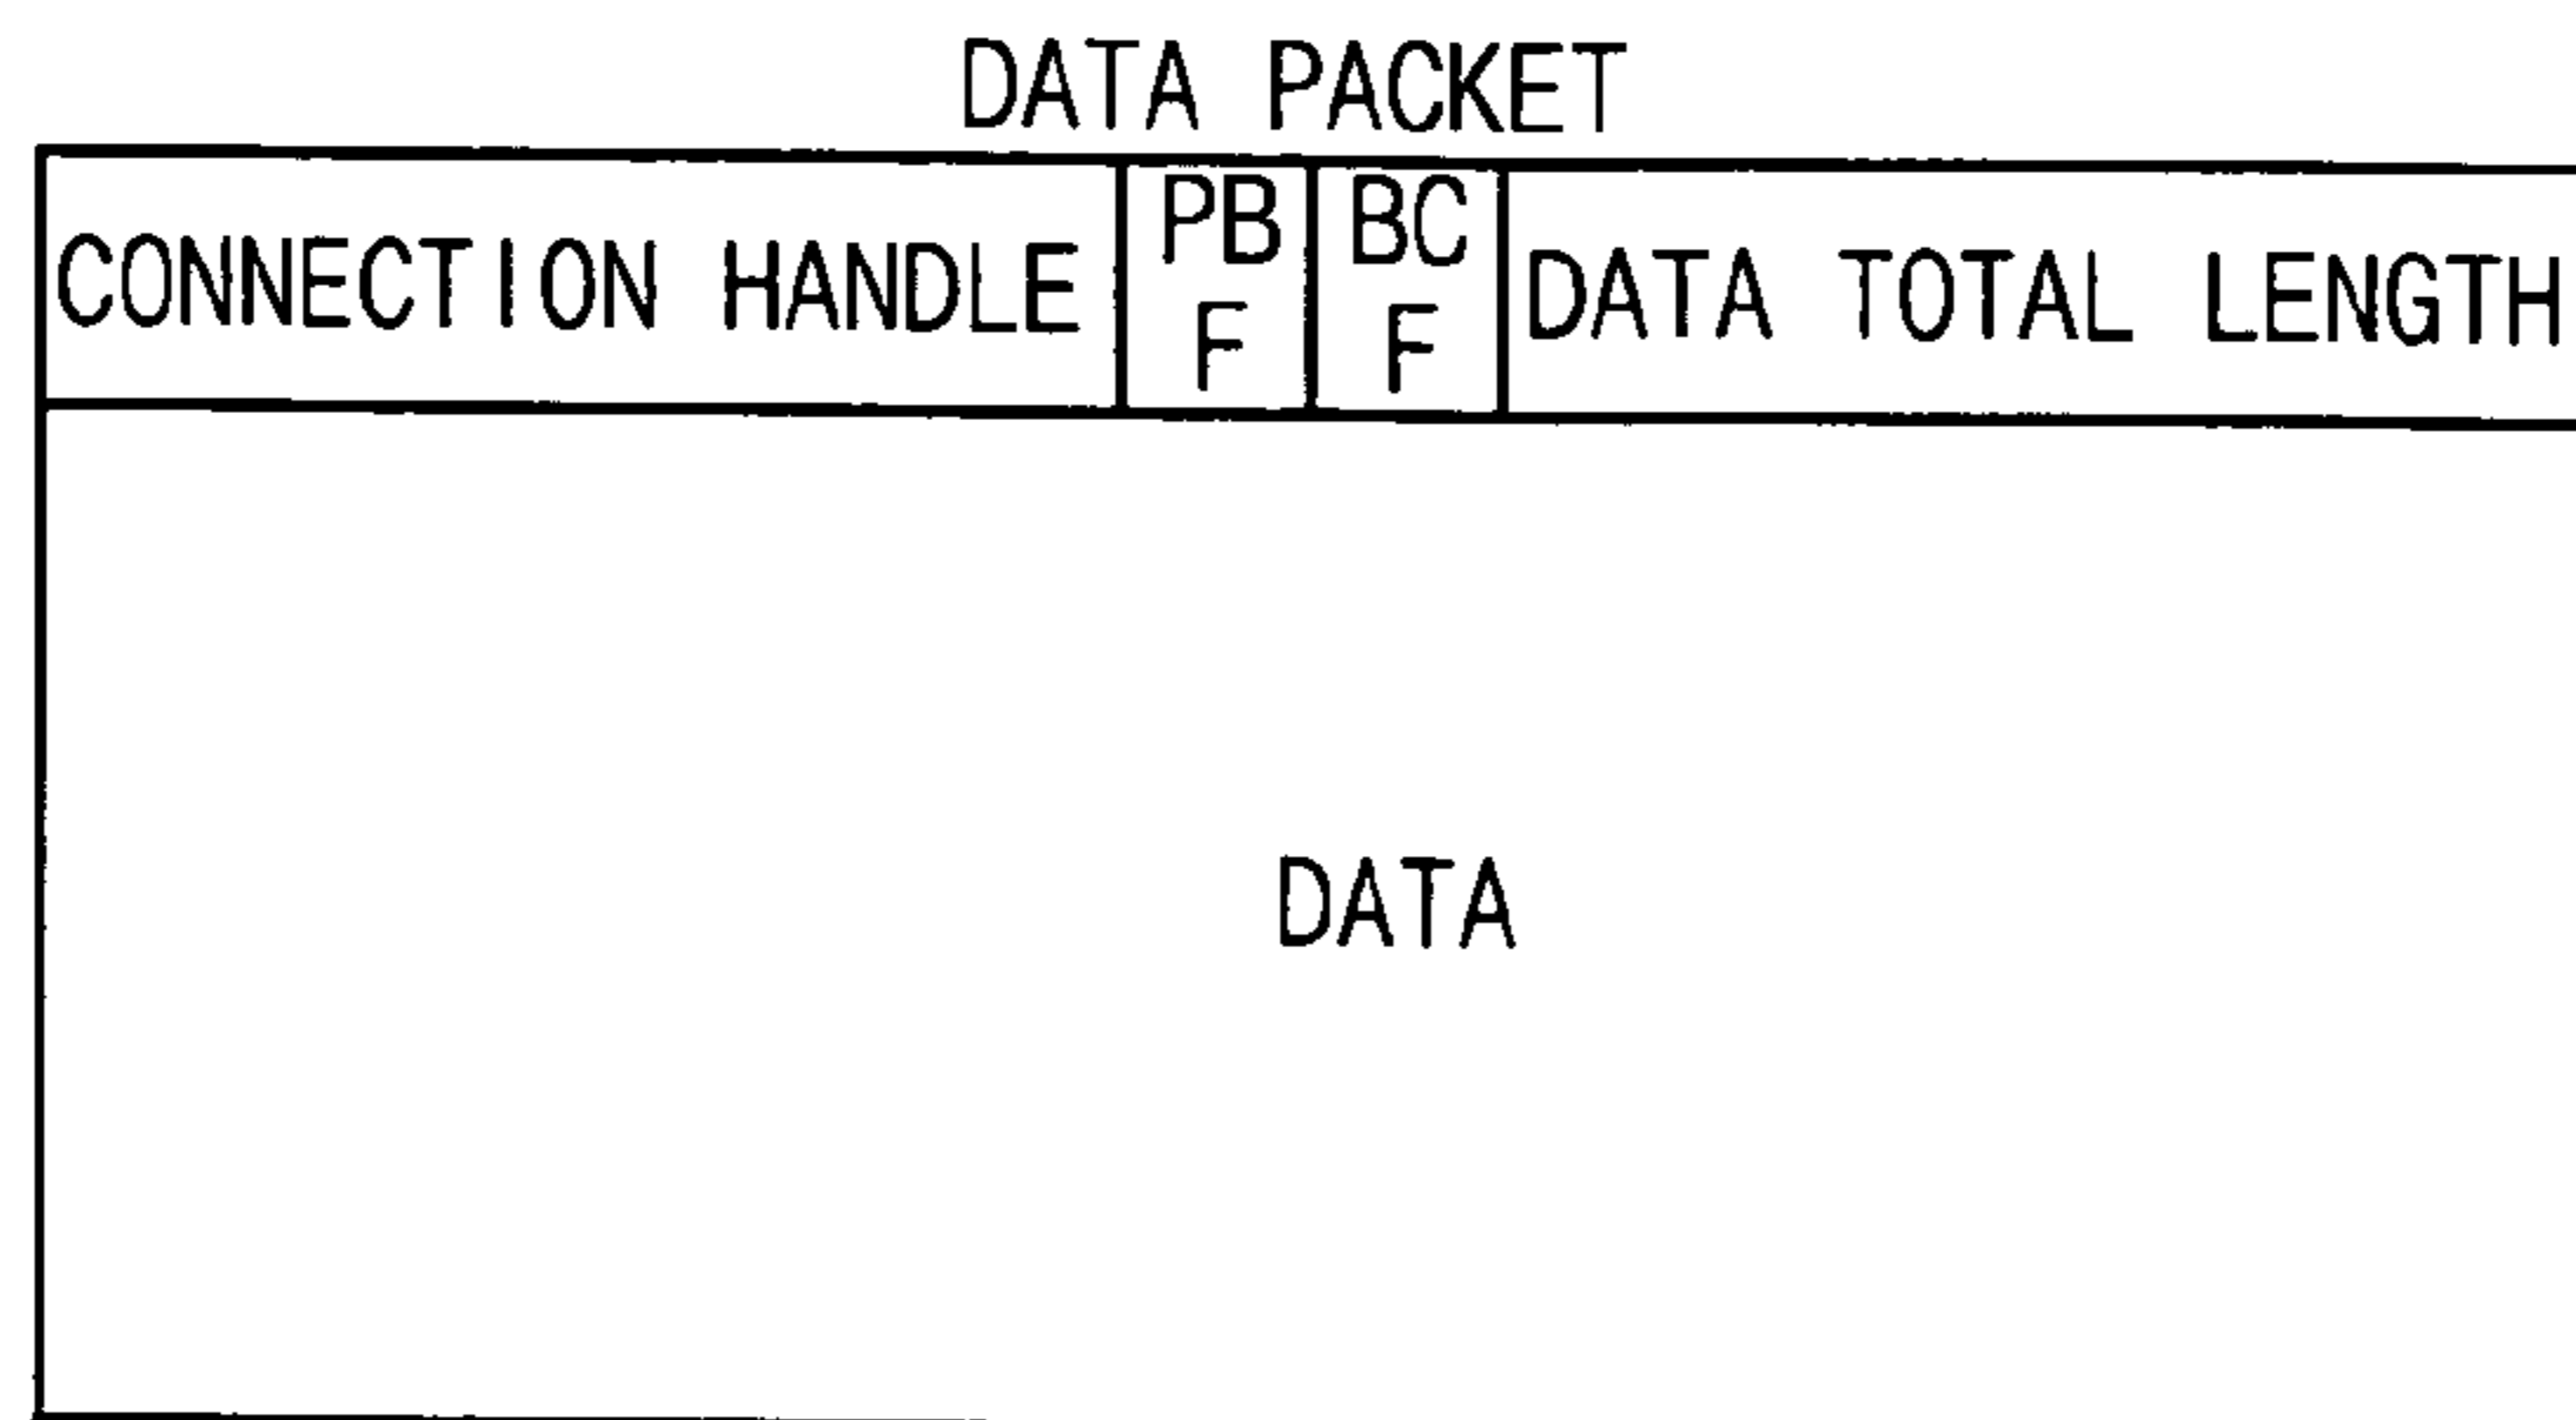 DATA PACKET
CONNECTION HANDLE
PB
F
BC
F
DATA TOTAL LENGTH
DATA